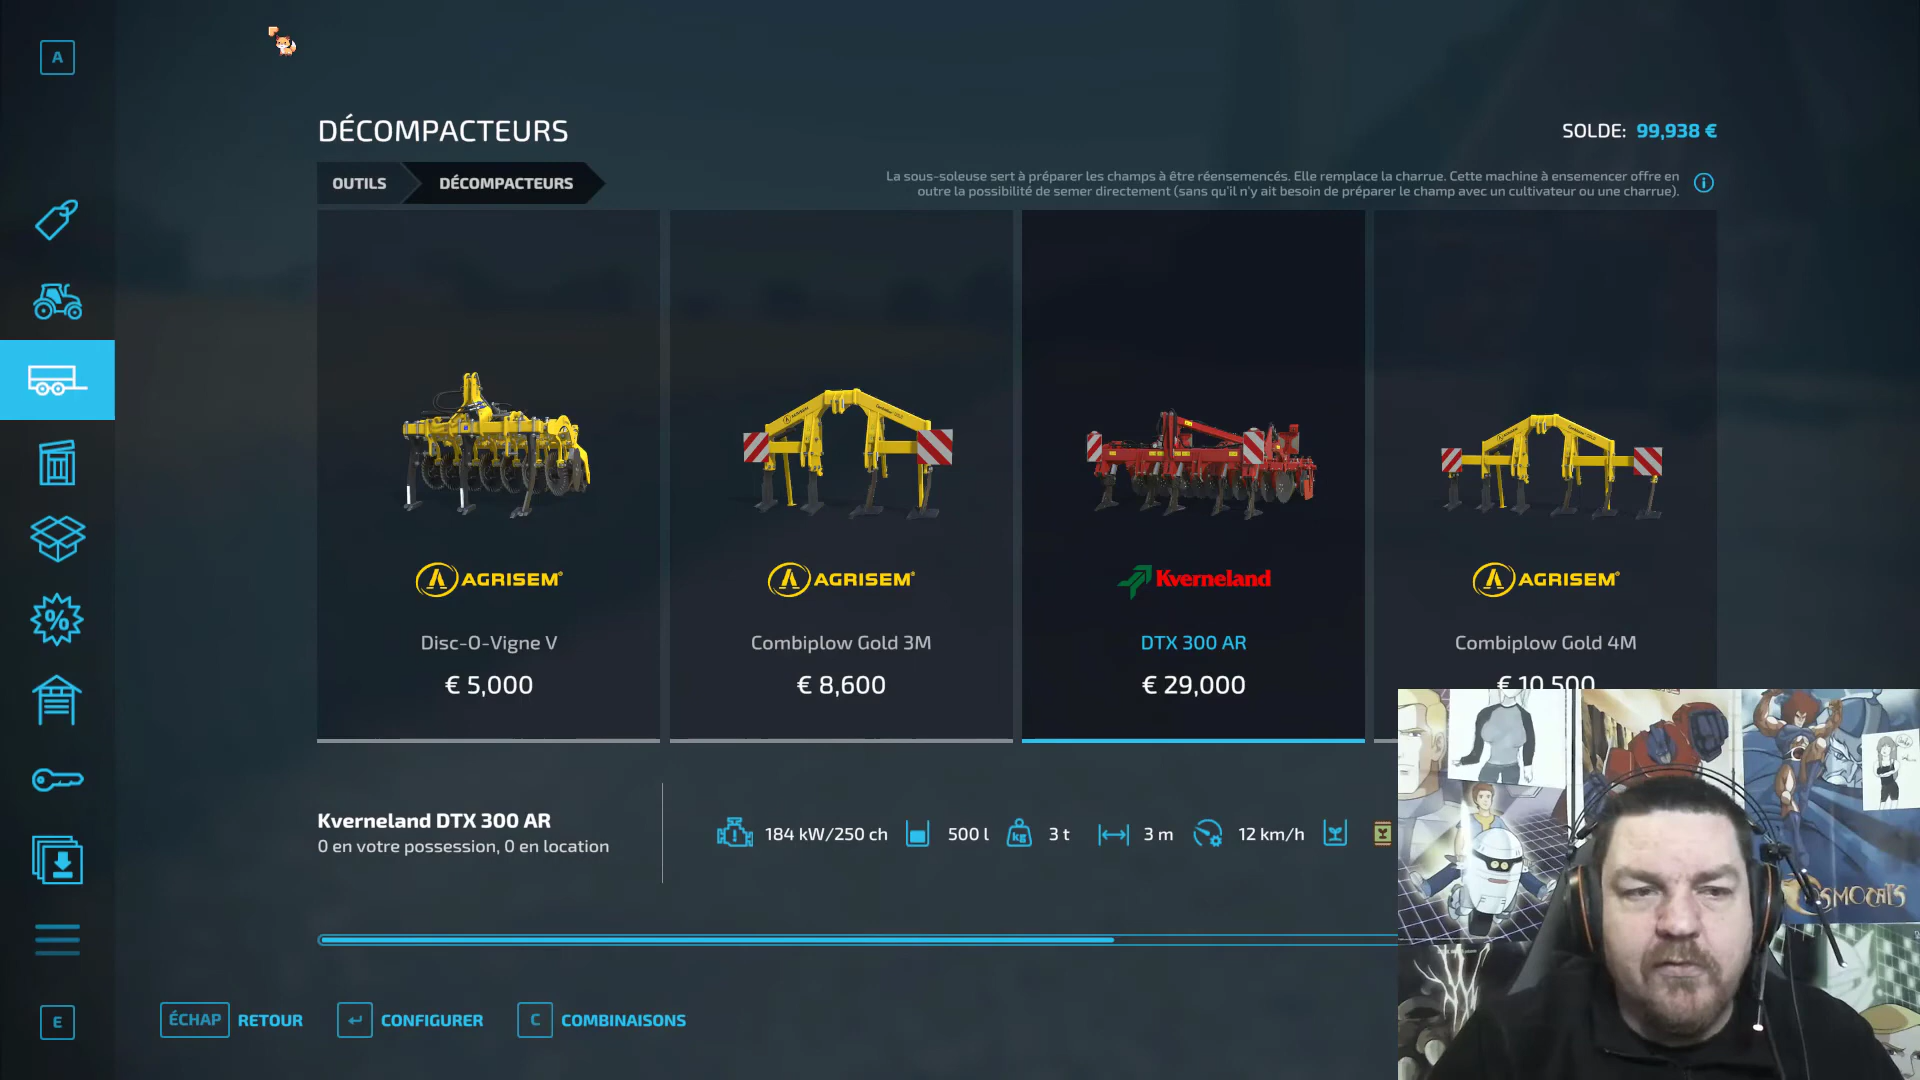 A
DÉCOMPACTEURS
SOLDE: 99,938 €
OUTILS
DÉCOMPACTEURS
La sous-soleuse sert à préparer les champs à être réensemencés. Elle remplace la charrue. Cette machine à ensemencer offre en
outre la possibilité de semer directement (sans qu'il n'y ait besoin de préparer le champ avec un cultivateur ou une charrue).
AGRISEM
AGRISEM
Kverneland
AGRISEM
Disc-O-Vigne V
Combiplow Gold 3M
DTX 300 AR
Combiplow Gold 4M
€ 5,000
€ 8,600
€ 29,000
€ 10,500
Kverneland DTX 300 AR
0 en votre possession, 0 en location
184 kW/250 ch
500 l
kg
3 t
3 m
12 km/h
OSMOCATS
E
ÉCHAP RETOUR
CONFIGURER
C COMBINAISONS